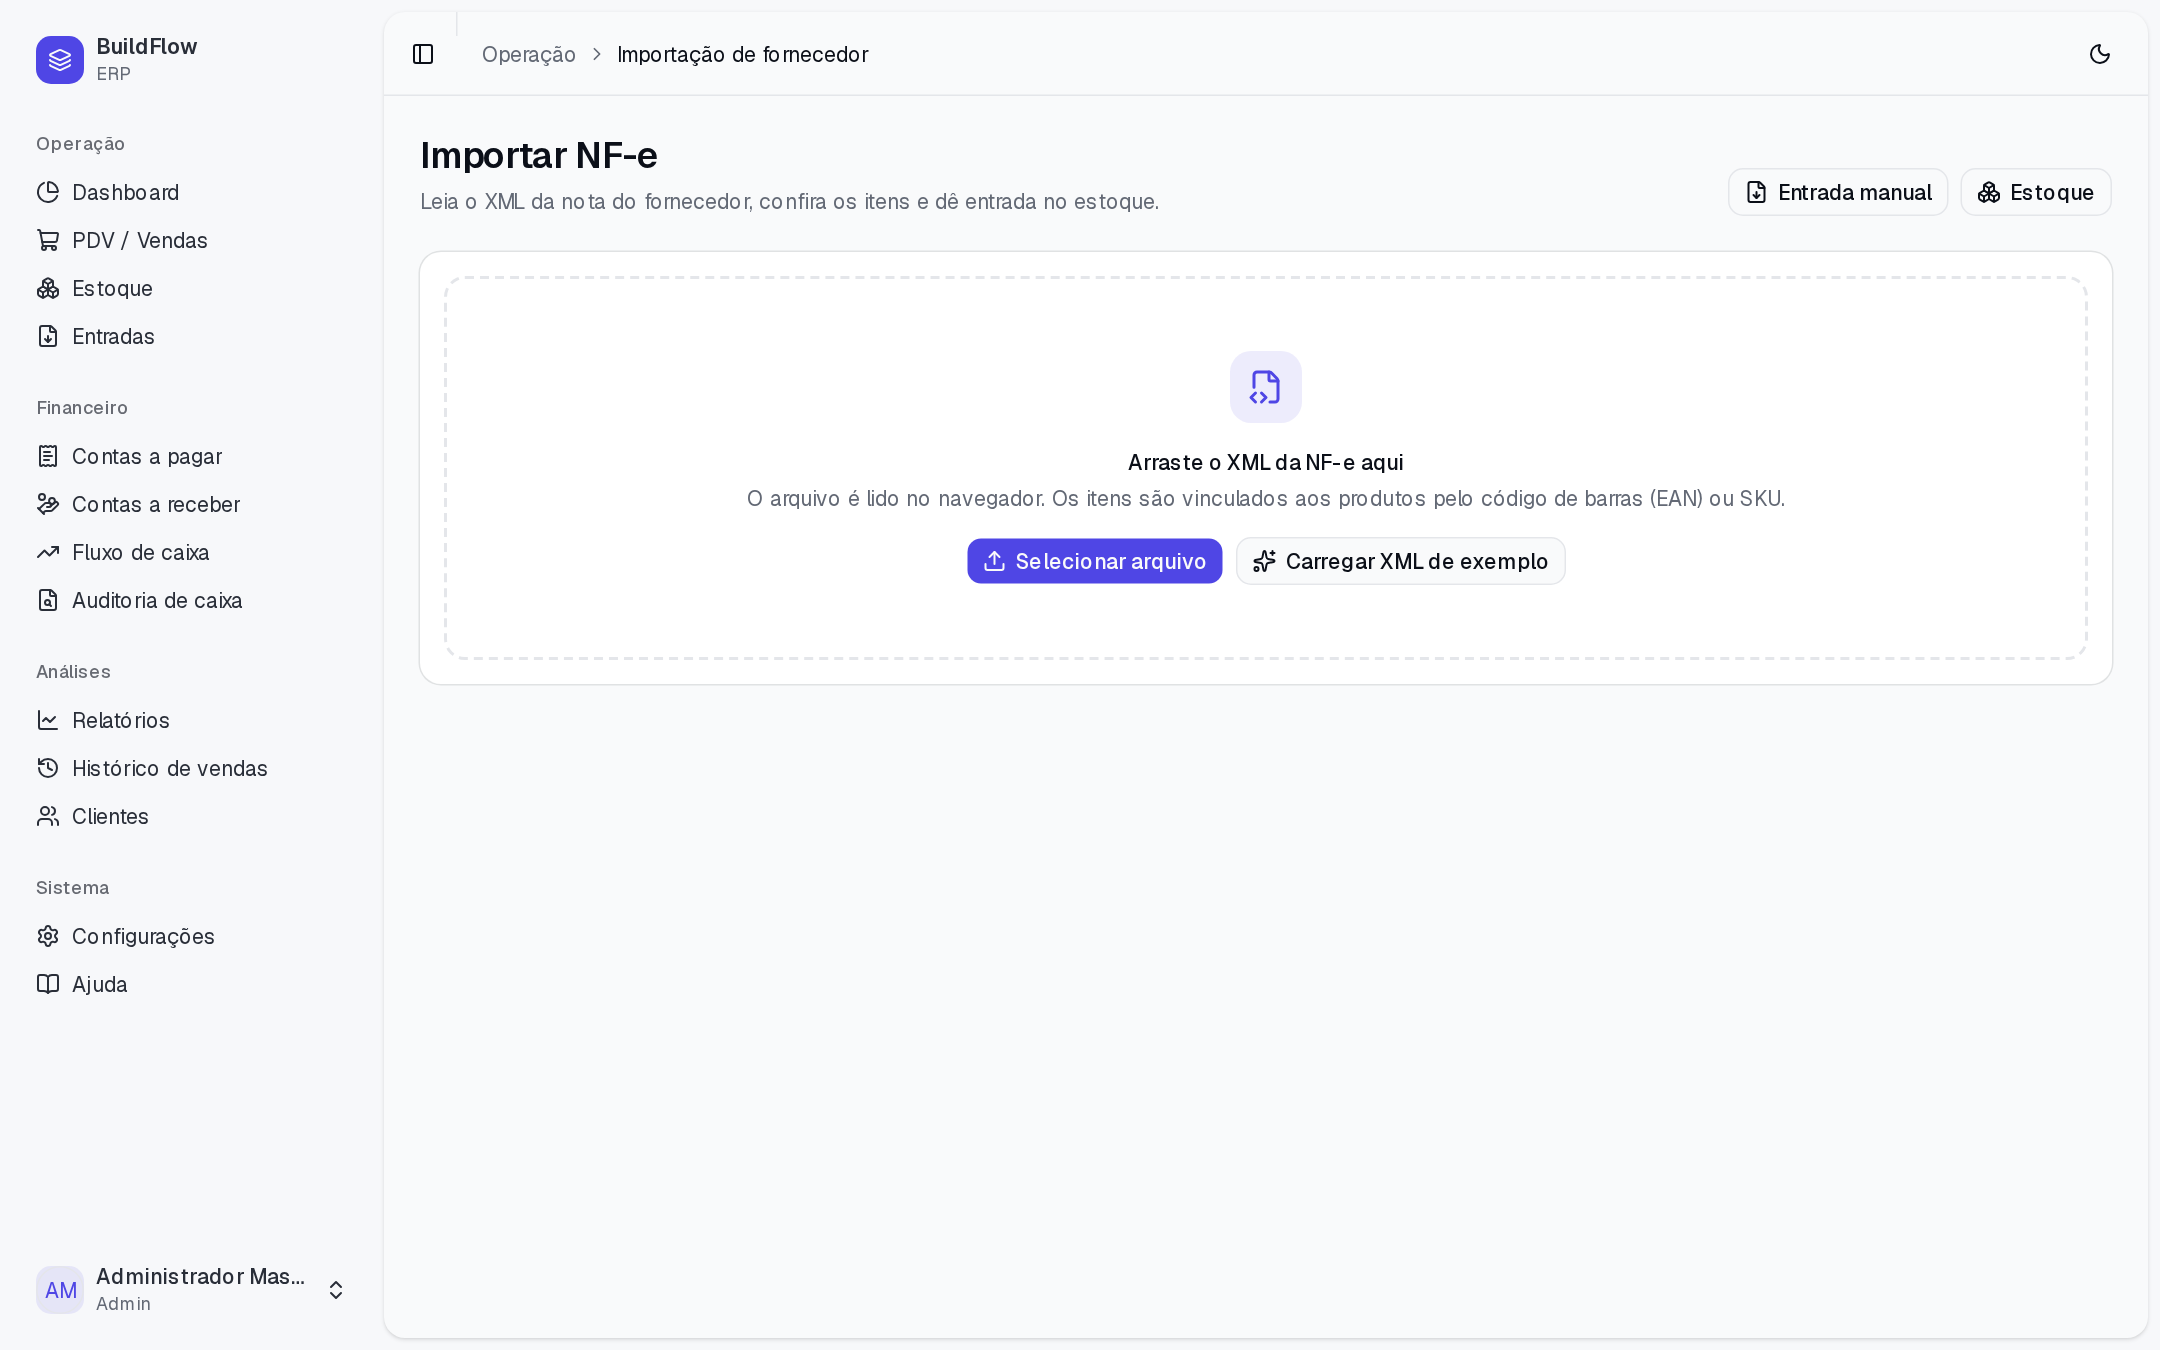 BuildFlow
ERP
Operação
Dashboard
PDV / Vendas
Estoque
Entradas
Financeiro
Contas a pagar
Contas a receber
Fluxo de caixa
Auditoria de caixa
Análises
Relatórios
Histórico de vendas
Clientes
Sistema
Configurações
Ajuda
AM
Administrador Mas...
Admin
Operação
Importação de fornecedor
Importar NF-e
Leia o XML da nota do fornecedor, confira os itens e dê entrada no estoque.
Entrada manual
Estoque
Arraste o XML da NF-e aqui
O arquivo é lido no navegador. Os itens são vinculados aos produtos pelo código de barras (EAN) ou SKU.
Selecionar arquivo
Carregar XML de exemplo